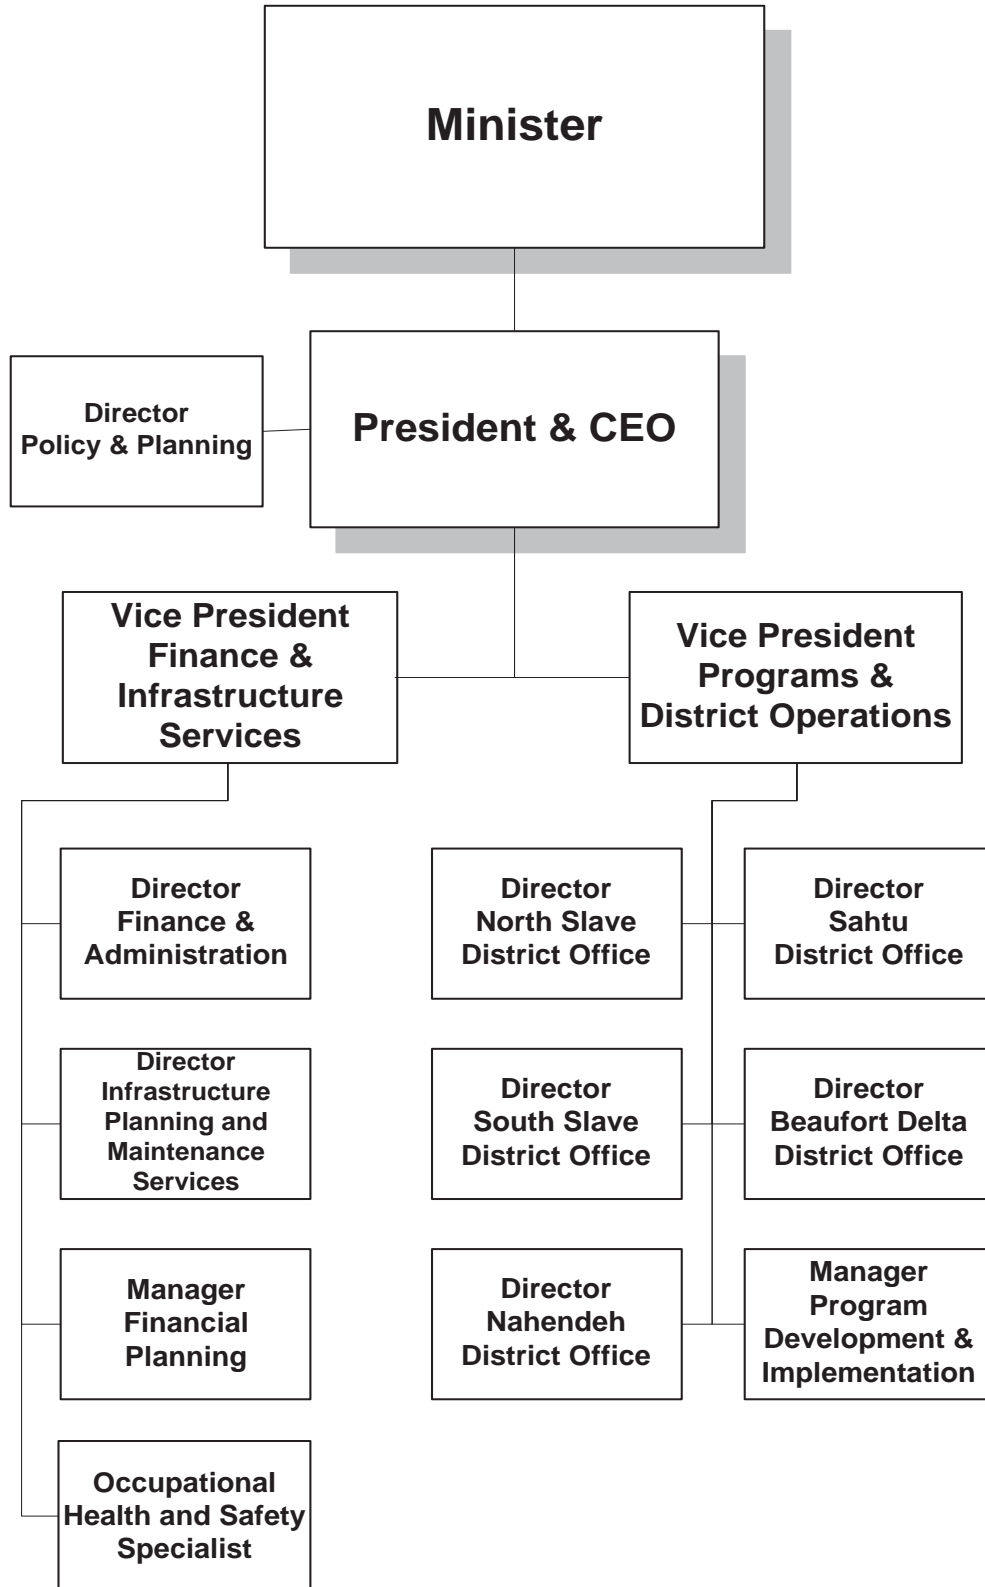 Minister
Director
Policy & Planning
President & CEO
Vice President
Finance &
Infrastructure
Services
Vice President
Programs &
District Operations
Director
Finance &
Administration
Director
North Slave
District Office
Director
Sahtu
District Office
Director
Infrastructure
Planning and
Maintenance
Services
Director
South Slave
District Office
Director
Beaufort Delta
District Office
Manager
Financial
Planning
Director
Nahendeh
District Office
Manager
Program
Development &
Implementation
Occupational
Health and Safety
Specialist